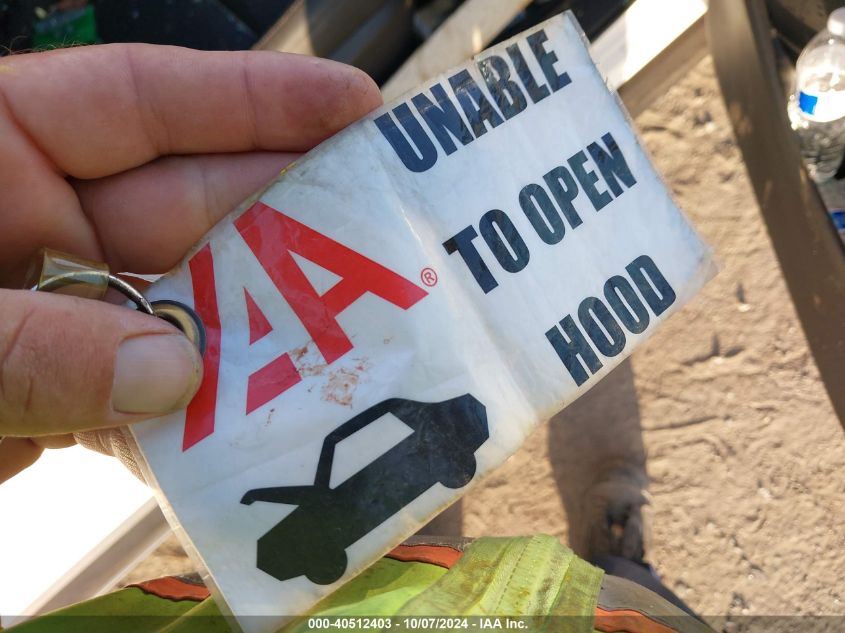 IAA®
UNABLE
TO OPEN
HOOD
000-40512403 - 10/07/2024 - IAA Inc.